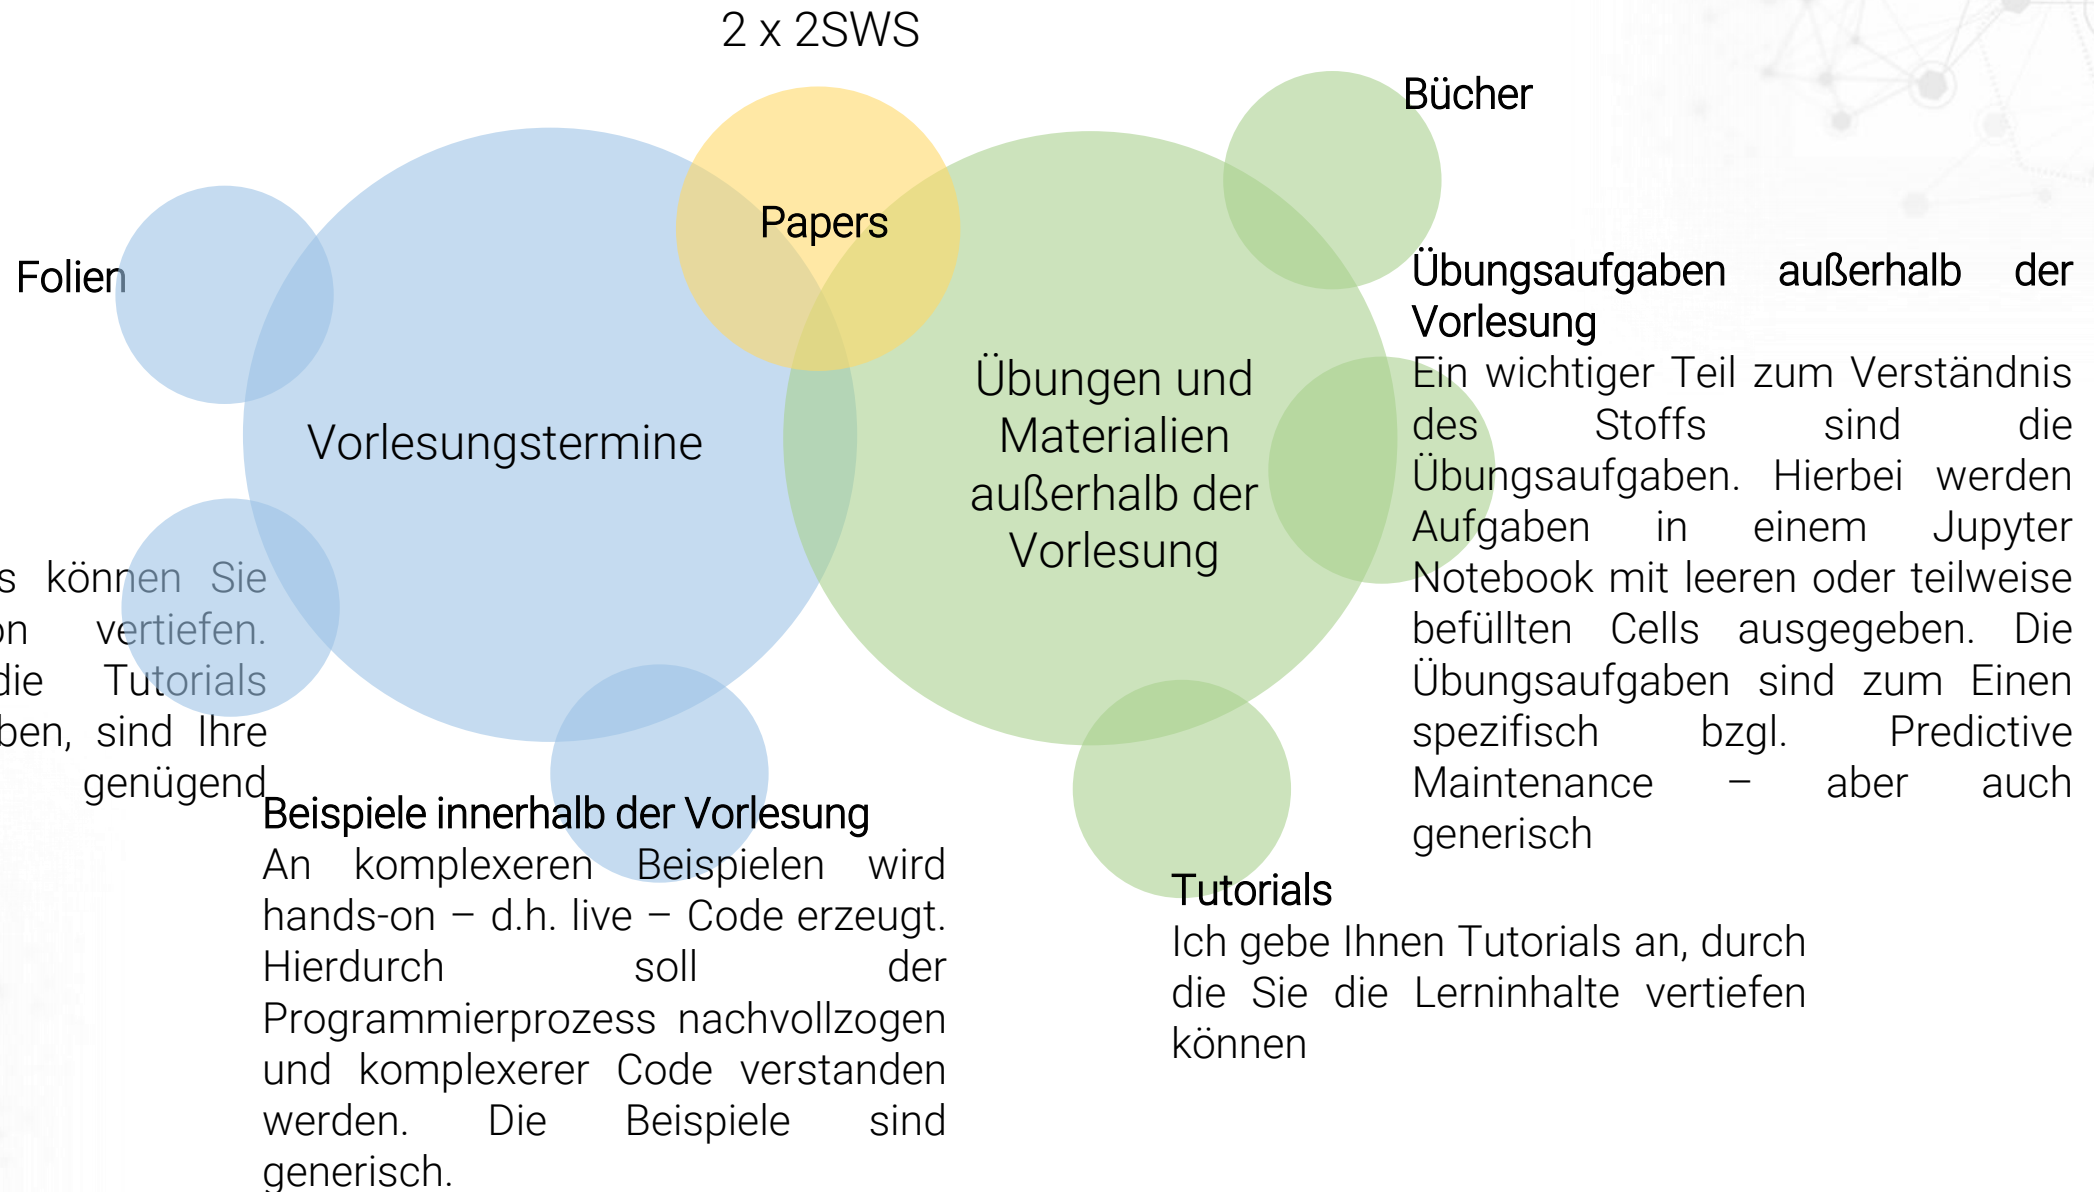 2 x 2SWS
Bücher
Papers
Folien
Vorlesungstermine
Übungen und
Materialien
außerhalb der
Vorlesung
Übungsaufgaben außerhalb der
Vorlesung
Ein wichtiger Teil zum Verständnis
des Stoffs sind die
Übungsaufgaben. Hierbei werden
Aufgaben in einem Jupyter
Notebook mit leeren oder teilweise
befüllten Cells ausgegeben. Die
Übungsaufgaben sind zum Einen
spezifisch bzgl. Predictive
Maintenance – aber auch
generisch
können Sie
vertiefen.
die Tutorials
sind Ihre
genügend
Beispiele innerhalb der Vorlesung
An komplexeren Beispielen wird
hands-on – d.h. live – Code erzeugt.
Hierdurch soll der
Programmierprozess nachvollzogen
und komplexerer Code verstanden
werden. Die Beispiele sind
generisch.
Tutorials
Ich gebe Ihnen Tutorials an, durch
die Sie die Lerninhalte vertiefen
können